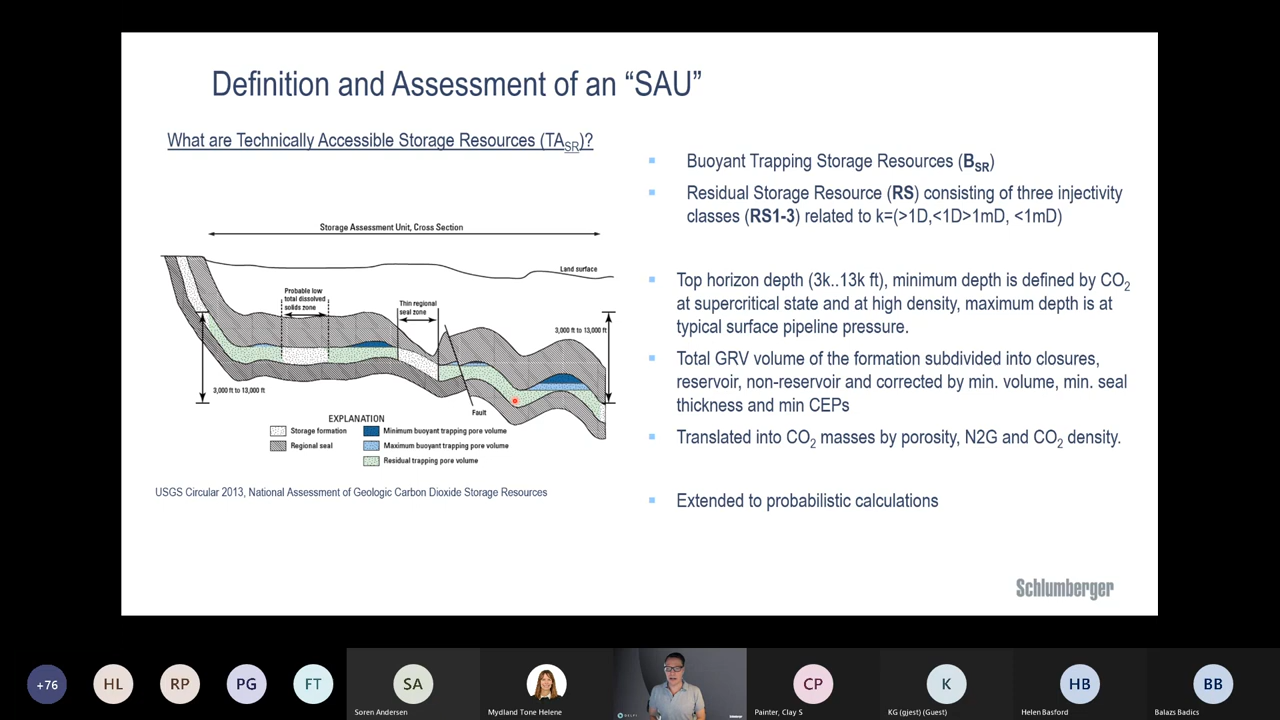 Definition and Assessment of an “SAU”
What are Technically Accessible Storage Resources (TASR)?
Storage Assessment Unit, Cross Section
Land surface
Probable low
total dissolved
solids zone
Thin regional
seal zone
3,000 ft to 13,000 ft
3,000 ft to 13,000 ft
Fault
EXPLANATION
Storage formation
Regional seal
Minimum buoyant trapping pore volume
Maximum buoyant trapping pore volume
Residual trapping pore volume
USGS Circular 2013, National Assessment of Geologic Carbon Dioxide Storage Resources
Buoyant Trapping Storage Resources (BSR)
Residual Storage Resource (RS) consisting of three injectivity
classes (RS1-3) related to k=(>1D,<1D>1mD, <1mD)
Top horizon depth (3k..13k ft), minimum depth is defined by CO2
at supercritical state and at high density, maximum depth is at
typical surface pipeline pressure.
Total GRV volume of the formation subdivided into closures,
reservoir, non-reservoir and corrected by min. volume, min. seal
thickness and min CEPs
Translated into CO2 masses by porosity, N2G and CO2 density.
Extended to probabilistic calculations
Schlumberger
+76
HL
RP
PG
FT
SA
Soren Andersen
Mydland Tone Helene
CP
Painter, Clay S
K
KG (gjest) (Guest)
HB
Helen Basford
BB
Balazs Badics